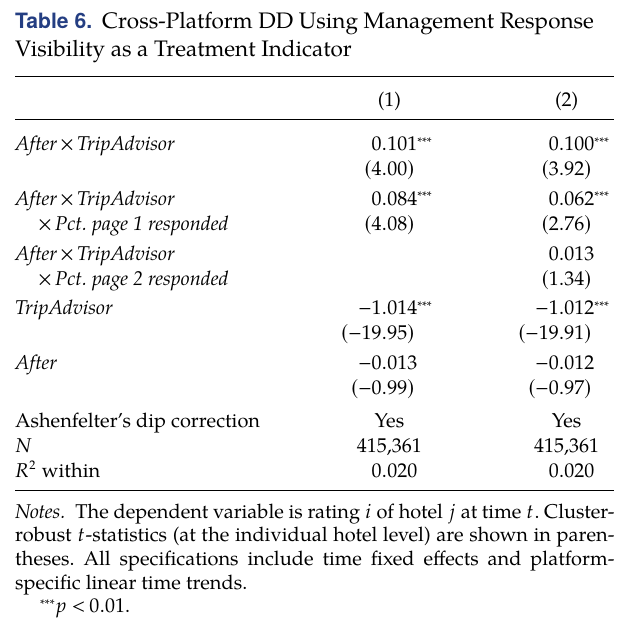 Table 6. Cross-Platform DD Using Management Response
Visibility as a Treatment Indicator
(1) (2)
After × TripAdvisor 0.101*** 0.100***
(4.00) (3.92)
After × TripAdvisor 0.084*** 0.062***
× Pct. page 1 responded (4.08) (2.76)
After × TripAdvisor 0.013
× Pct. page 2 responded (1.34)
TripAdvisor −1.014*** −1.012***
(−19.95) (−19.91)
After −0.013 −0.012
(−0.99) (−0.97)
Ashenfelter's dip correction Yes Yes
N 415,361 415,361
R² within 0.020 0.020
Notes. The dependent variable is rating i of hotel j at time t. Cluster-
robust t-statistics (at the individual hotel level) are shown in paren-
theses. All specifications include time fixed effects and platform-
specific linear time trends.
***p < 0.01.